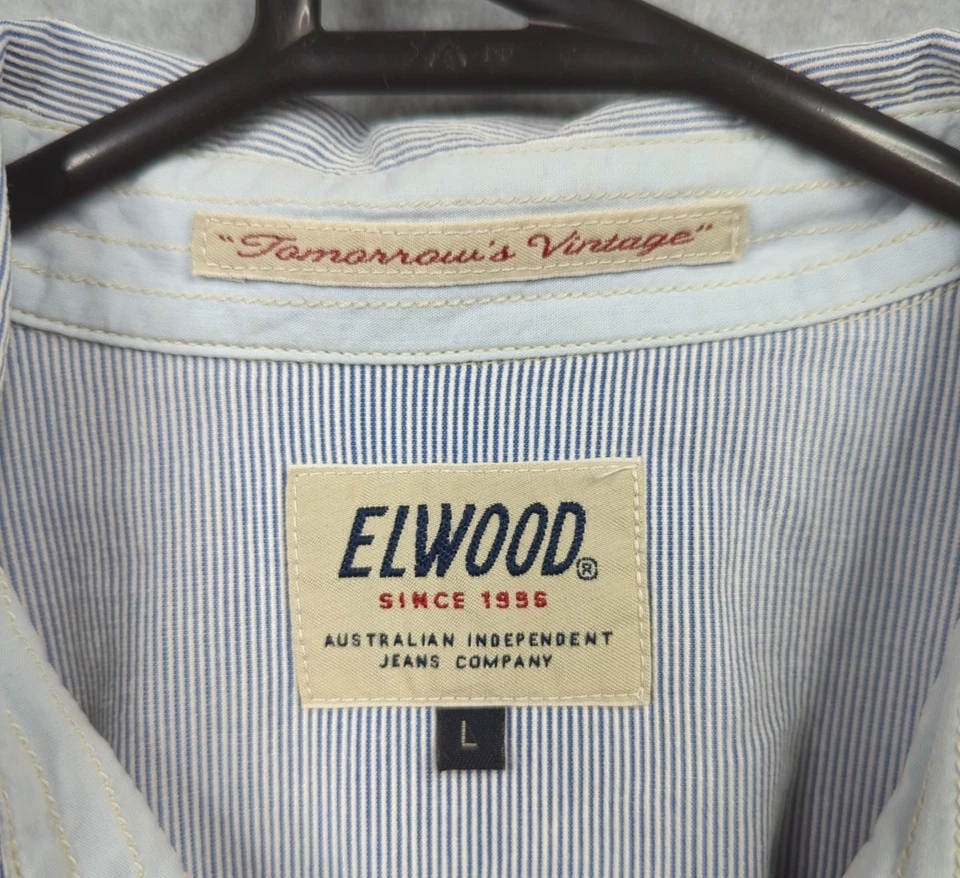 "Tomorrow's Vintage"
ELWOOD®
SINCE 1996
AUSTRALIAN INDEPENDENT
JEANS COMPANY
L